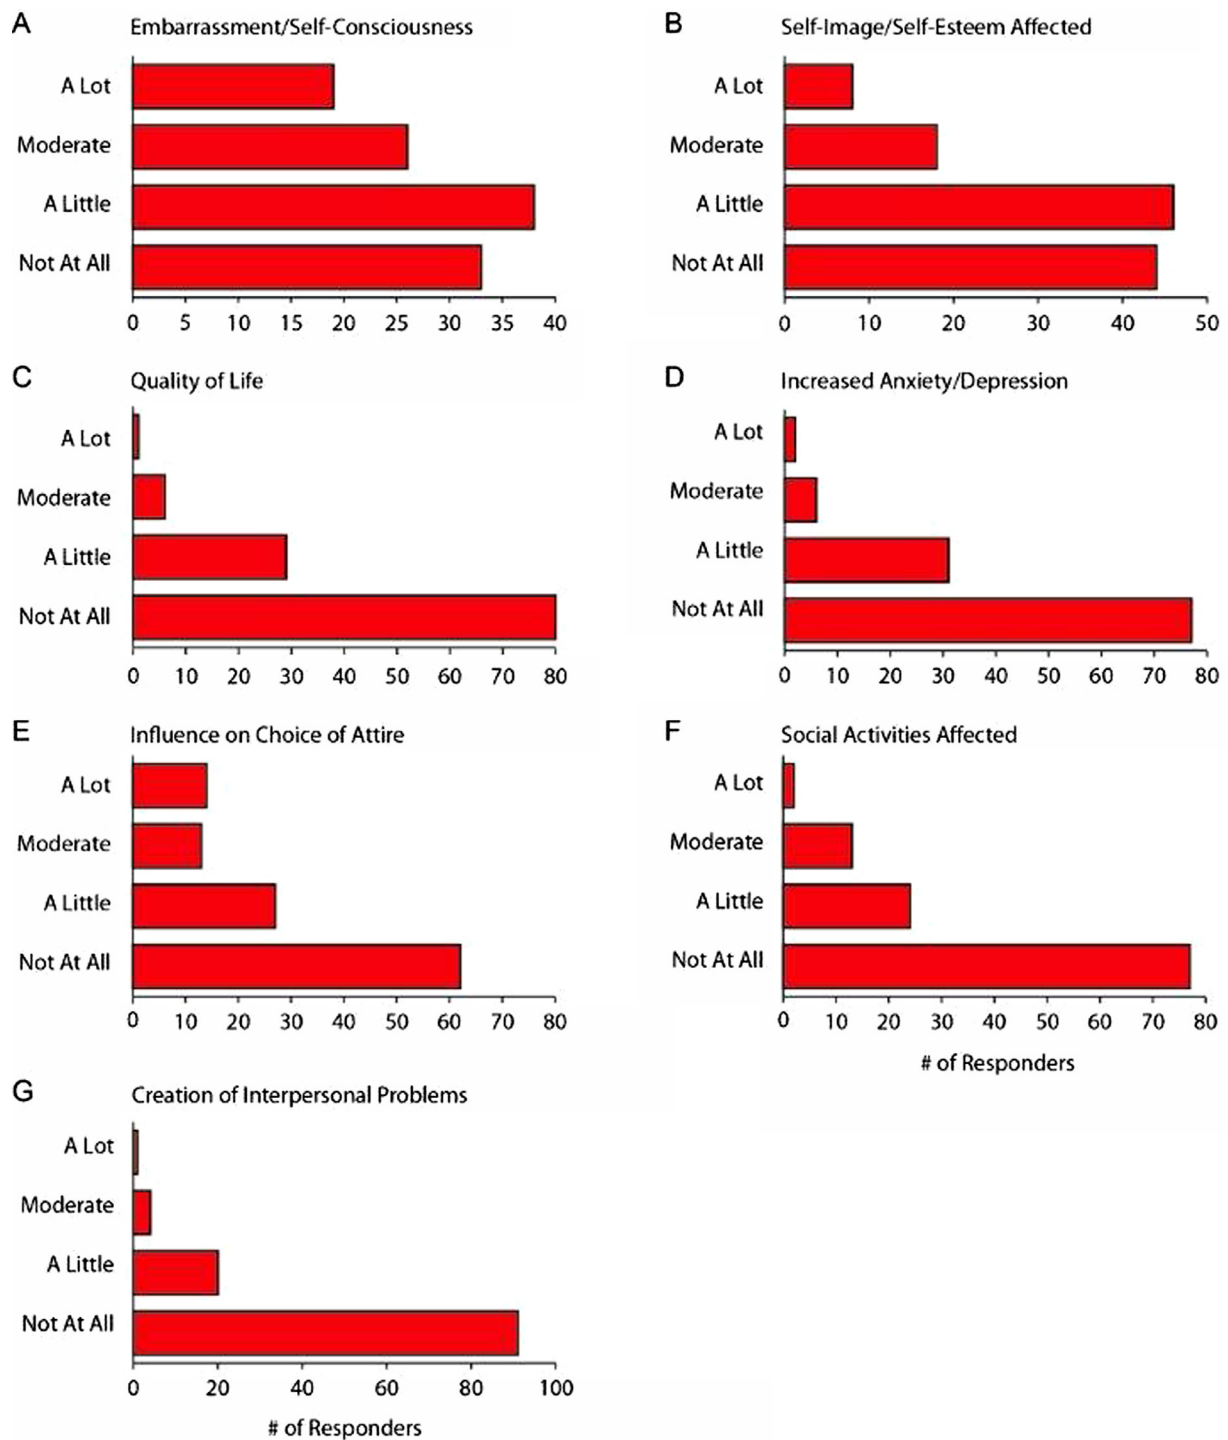 A Embarrassment/Self-Consciousness
A Lot
Moderate
A Little
Not At All
0 5 10 15 20 25 30 35 40
B Self-Image/Self-Esteem Affected
A Lot
Moderate
A Little
Not At All
0 10 20 30 40 50
C Quality of Life
A Lot
Moderate
A Little
Not At All
0 10 20 30 40 50 60 70 80
D Increased Anxiety/Depression
A Lot
Moderate
A Little
Not At All
0 10 20 30 40 50 60 70 80
E Influence on Choice of Attire
A Lot
Moderate
A Little
Not At All
0 10 20 30 40 50 60 70 80
F Social Activities Affected
A Lot
Moderate
A Little
Not At All
0 10 20 30 40 50 60 70 80
# of Responders
G Creation of Interpersonal Problems
A Lot
Moderate
A Little
Not At All
0 20 40 60 80 100
# of Responders